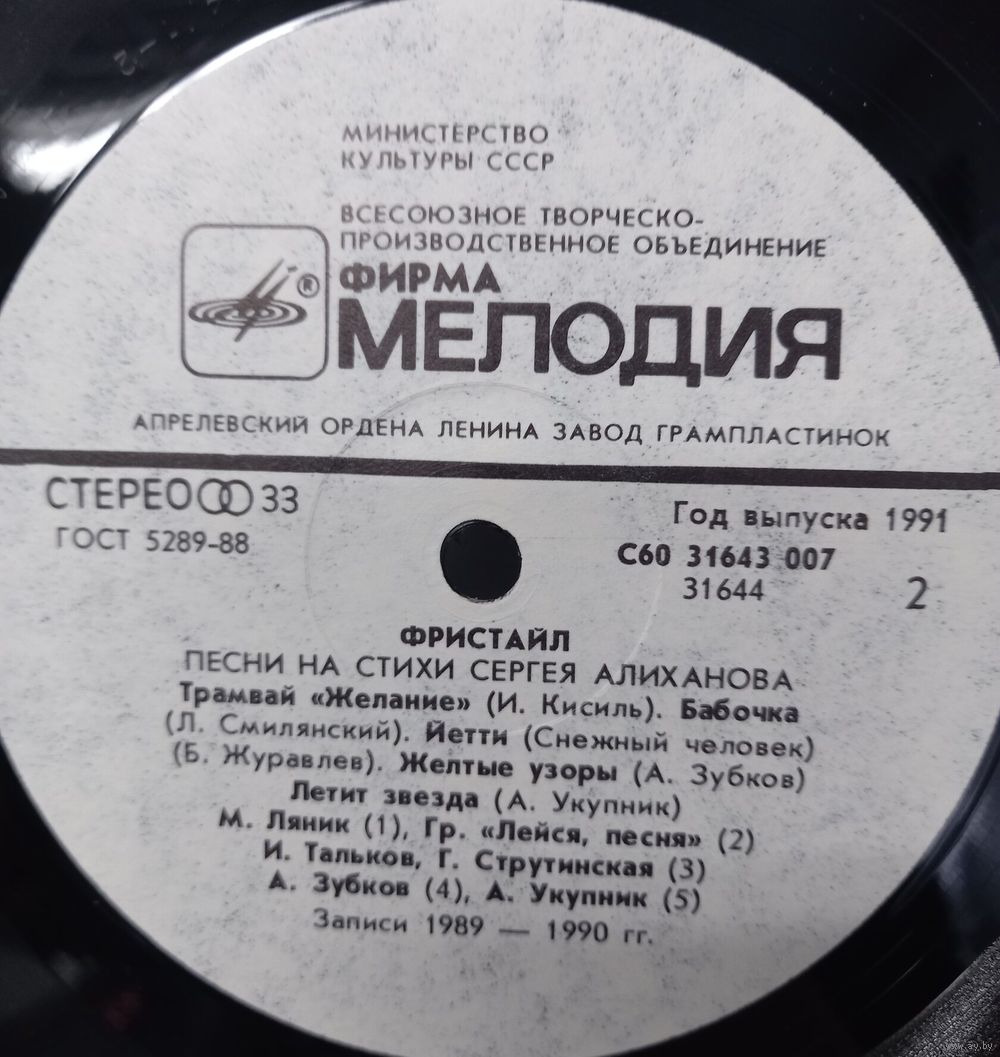 МИНИСТЕРСТВО
КУЛЬТУРЫ СССР
ВСЕСОЮЗНОЕ ТВОРЧЕСКО-
ПРОИЗВОДСТВЕННОЕ ОБЪЕДИНЕНИЕ
®
ФИРМА
МЕЛОДИЯ
АПРЕЛЕВСКИЙ ОРДЕНА ЛЕНИНА ЗАВОД ГРАМПЛАСТИНОК
СТЕРЕО 33
ГОСТ 5289-88
Год выпуска 1991
С60 31643 007
31644
2
ФРИСТАЙЛ
ПЕСНИ НА СТИХИ СЕРГЕЯ АЛИХАНОВА
Трамвай «Желание» (И. Кисиль). Бабочка
(Л. Смилянский). Йетти (Снежный человек)
(Б. Журавлев). Желтые узоры (А. Зубков)
Летит звезда (А. Укупник)
М. Ляник (1), Гр. «Лейся, песня» (2)
И. Тальков, Г. Струтинская (3)
А. Зубков (4), А. Укупник (5)
Записи 1989 — 1990 гг.
www.ay.by